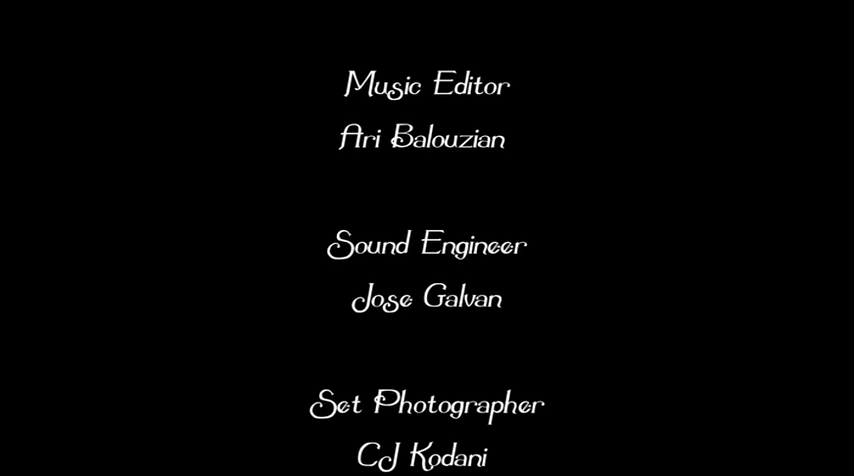 Music Editor
Ari Balouzian
Sound Engineer
Jose Galvan
Set Photographer
CJ Kodani